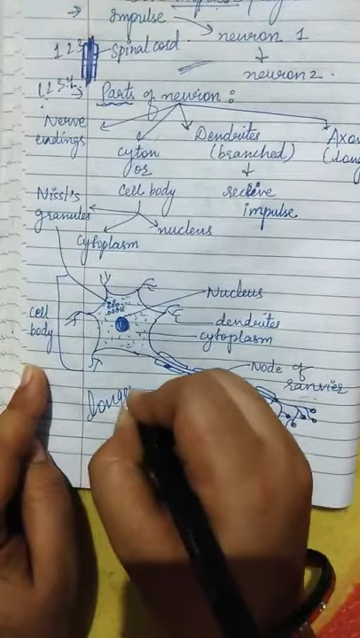 → Impulse → neuron 1
↓
1 2 3 Spinal cord
neuron 2.
1 2 3 4 → Parts of neuron :
Nerve endings
cyton or cell body
Dendrites (branched)
↓
receive impulse
Nissl's granules
cytoplasm
nucleus
Nucleus
dendrites
cytoplasm
cell body
Node of ranvier